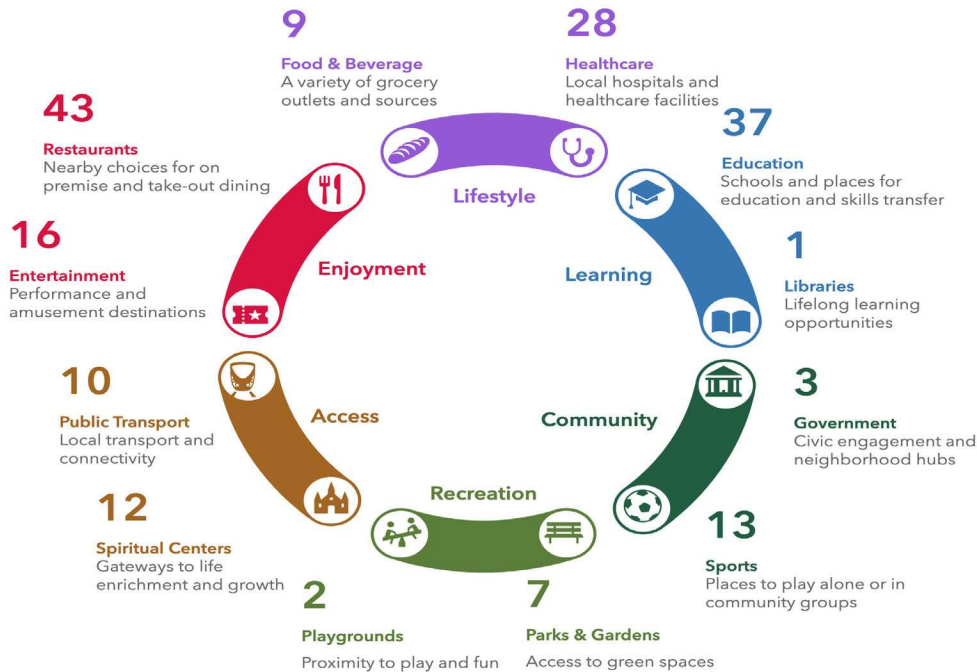 9
Food & Beverage
A variety of grocery
outlets and sources
28
Healthcare
Local hospitals and
healthcare facilities
43
Restaurants
Nearby choices for on
premise and take-out dining
37
Education
Schools and places for
education and skills transfer
Lifestyle
16
Entertainment
Performance and
amusement destinations
Enjoyment
Learning
1
Libraries
Lifelong learning
opportunities
10
Public Transport
Local transport and
connectivity
Access
Community
3
Government
Civic engagement and
neighborhood hubs
12
Spiritual Centers
Gateways to life
enrichment and growth
Recreation
13
Sports
Places to play alone or in
community groups
2
Playgrounds
Proximity to play and fun
7
Parks & Gardens
Access to green spaces